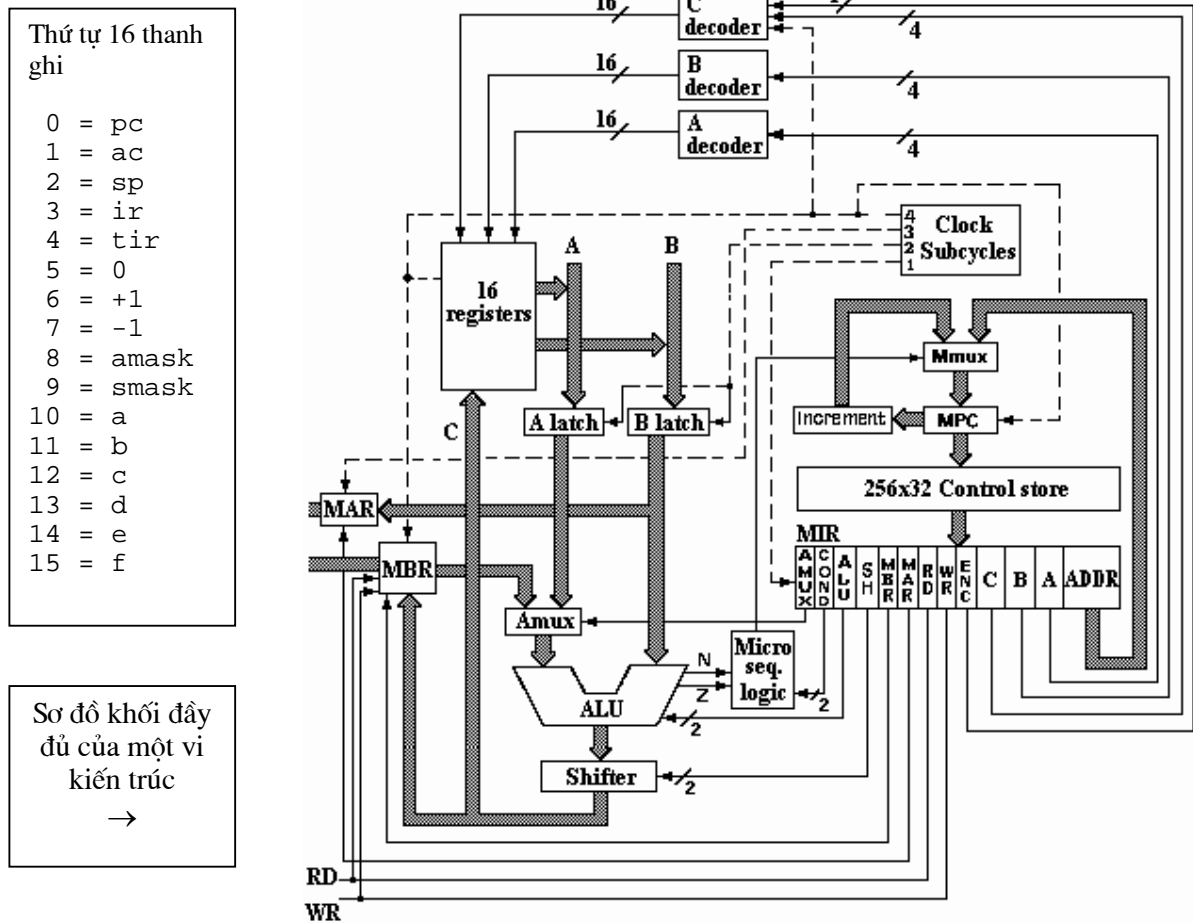 Thứ tự 16 thanh
ghi
0 = pc
1 = ac
2 = sp
3 = ir
4 = tir
5 = 0
6 = +1
7 = -1
8 = amask
9 = smask
10 = a
11 = b
12 = c
13 = d
14 = e
15 = f
Sơ đồ khối đầy
đủ của một vi
kiến trúc
→
16
C
decoder
4
16
B
decoder
4
16
A
decoder
4
4
3
2
1
Clock
Subcycles
A
B
16
registers
Mmux
A latch
B latch
Increment
MPC
C
256x32 Control store
MAR
MIR
MBR
AMUX
COND
ALU
SH
MBR
MAR
RD
WR
ENC
C
B
A
ADDR
Amux
N
Z
Micro
seq.
logic
2
ALU
2
Shifter
2
RD
WR